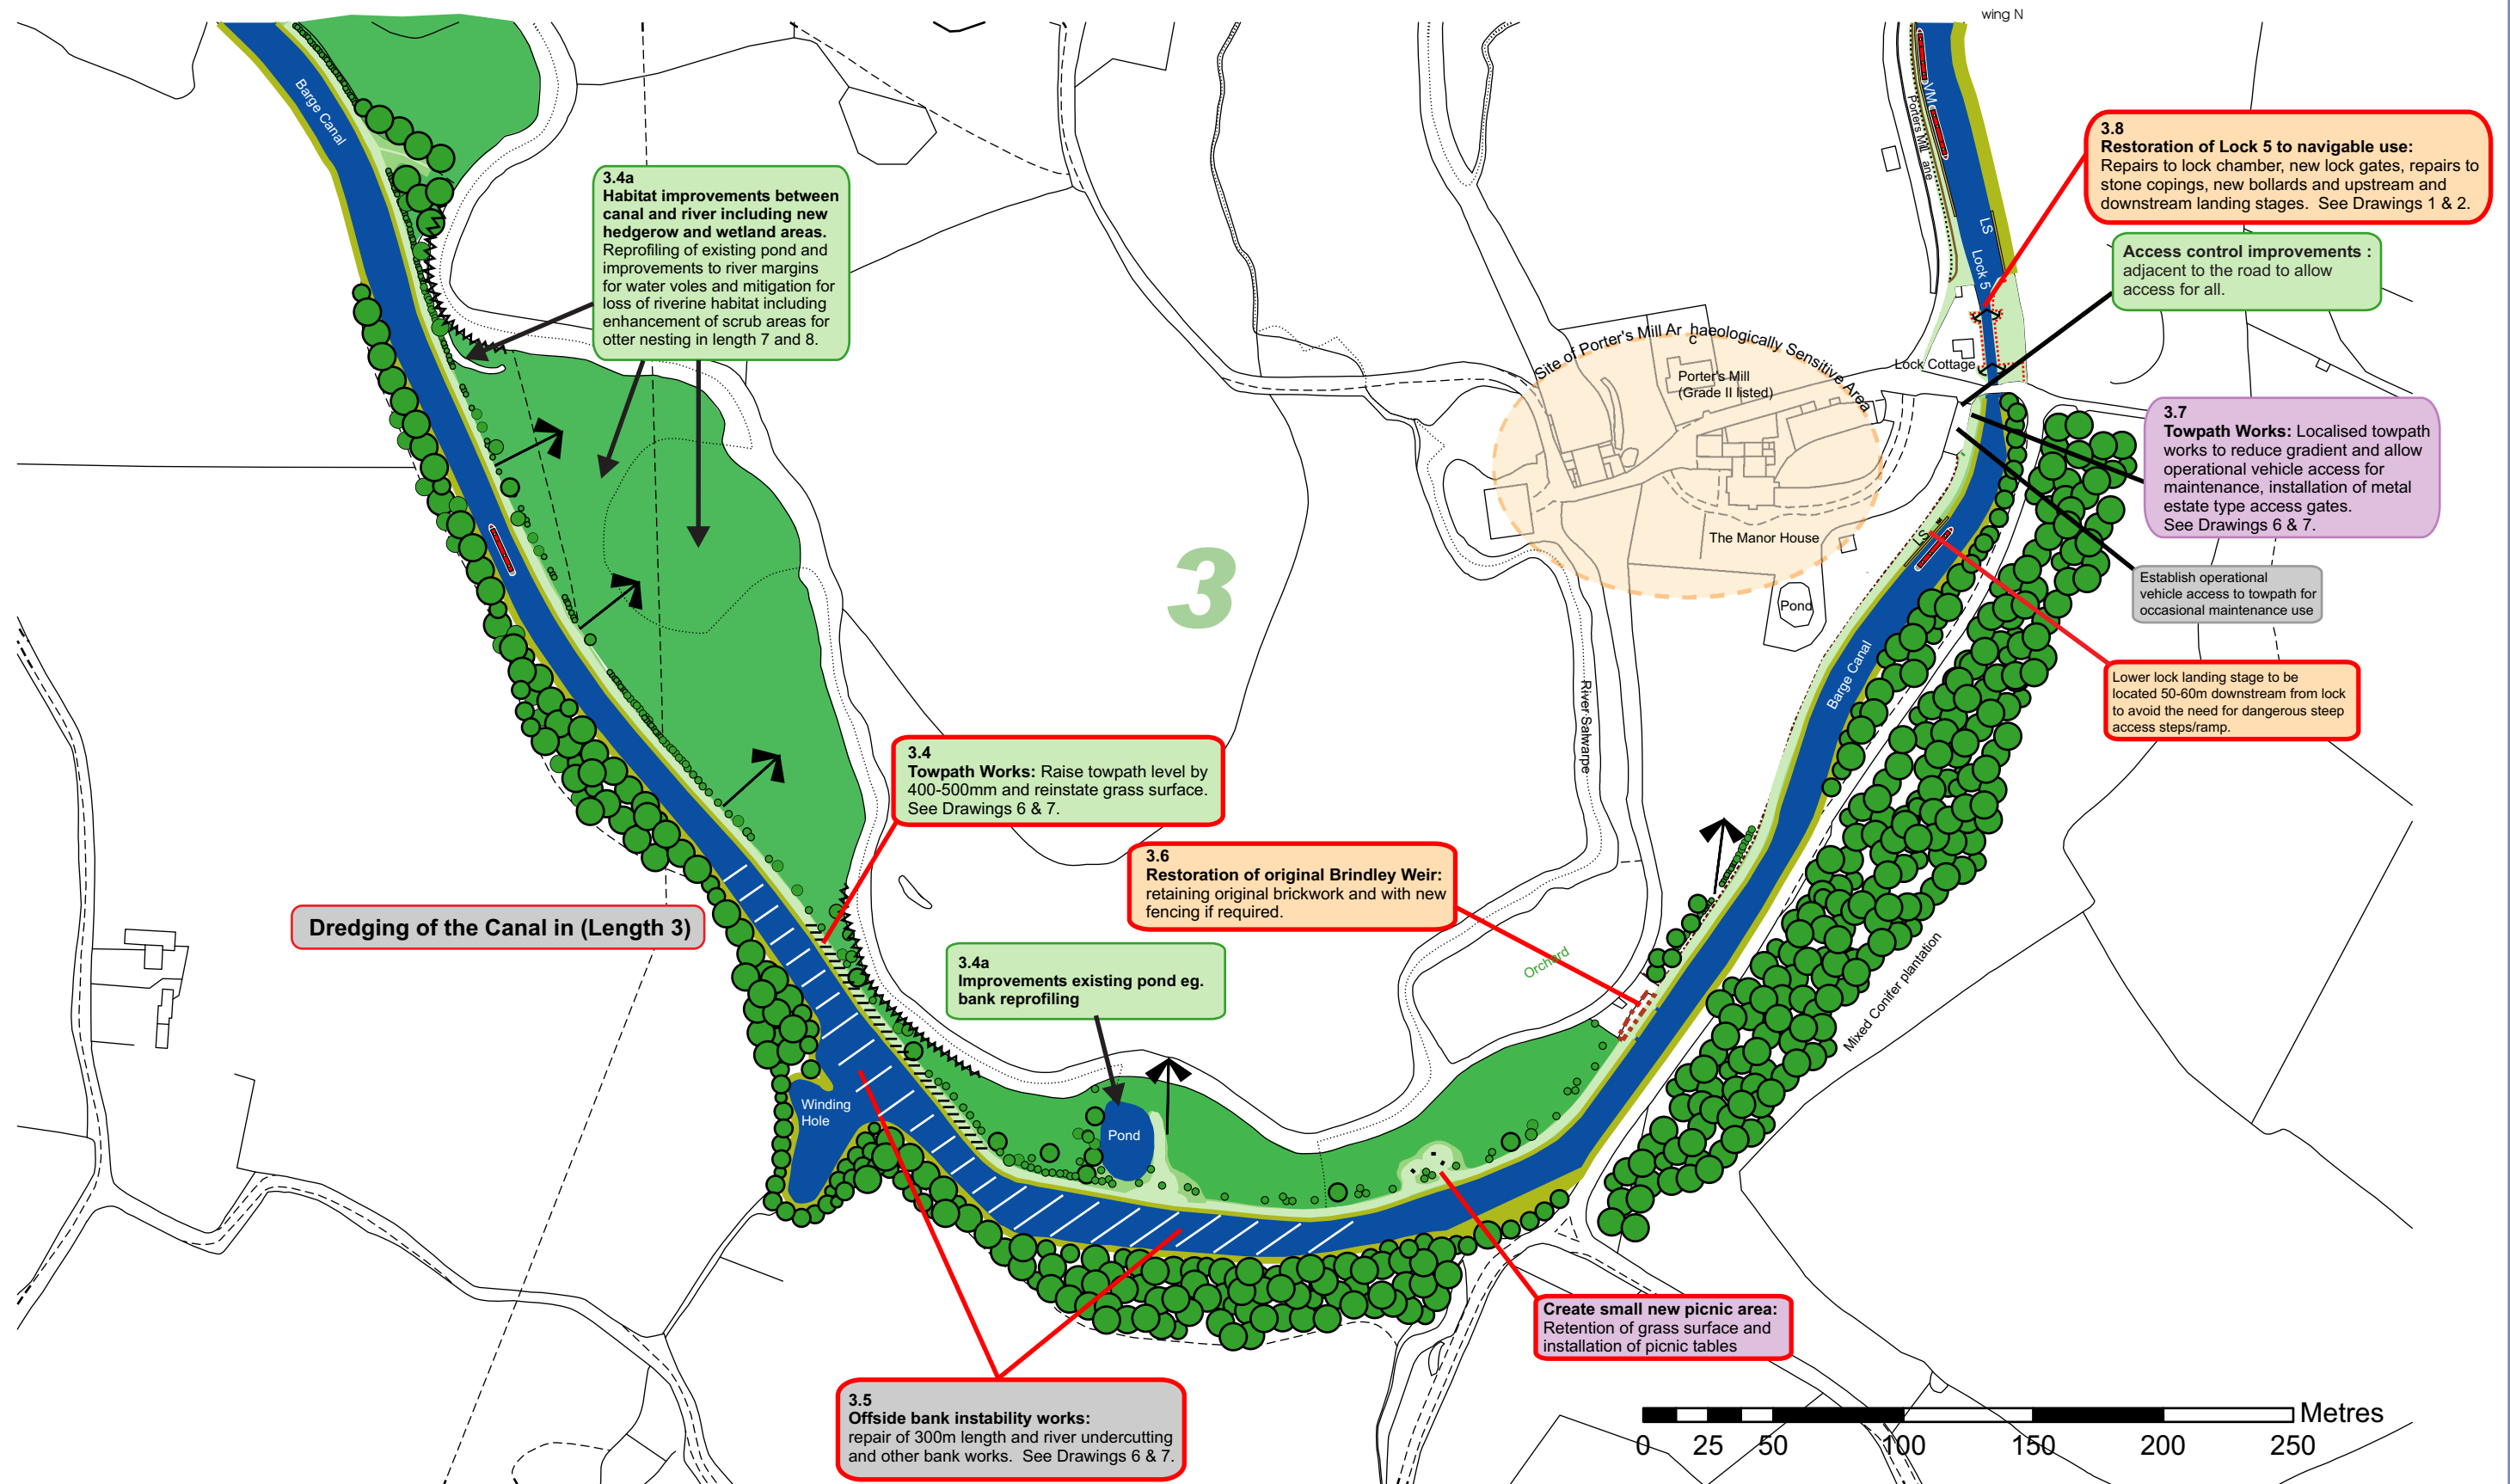 wing N
Barge Canal
VM
Porters Mill ane
3.8
Restoration of Lock 5 to navigable use:
Repairs to lock chamber, new lock gates, repairs to
stone copings, new bollards and upstream and
downstream landing stages. See Drawings 1 & 2.
3.4a
Habitat improvements between
canal and river including new
hedgerow and wetland areas.
Reprofiling of existing pond and
improvements to river margins
for water voles and mitigation for
loss of riverine habitat including
enhancement of scrub areas for
otter nesting in length 7 and 8.
LS
Lock 5
Access control improvements :
adjacent to the road to allow
access for all.
Site of Porter's Mill Ar haeologically Sensitive Area
c
Lock Cottage
Porter's Mill
(Grade II listed)
3.7
Towpath Works: Localised towpath
works to reduce gradient and allow
operational vehicle access for
maintenance, installation of metal
estate type access gates.
See Drawings 6 & 7.
The Manor House
LS
3
Establish operational
vehicle access to towpath for
occasional maintenance use
Pond
River Salwarpe
Barge Canal
Lower lock landing stage to be
located 50-60m downstream from lock
to avoid the need for dangerous steep
access steps/ramp.
3.4
Towpath Works: Raise towpath level by
400-500mm and reinstate grass surface.
See Drawings 6 & 7.
3.6
Restoration of original Brindley Weir:
retaining original brickwork and with new
fencing if required.
Dredging of the Canal in (Length 3)
3.4a
Improvements existing pond eg.
bank reprofiling
Orchard
Mixed Conifer plantation
Winding
Hole
Pond
Create small new picnic area:
Retention of grass surface and
installation of picnic tables
3.5
Offside bank instability works:
repair of 300m length and river undercutting
and other bank works. See Drawings 6 & 7.
Metres
0 25 50 100 150 200 250